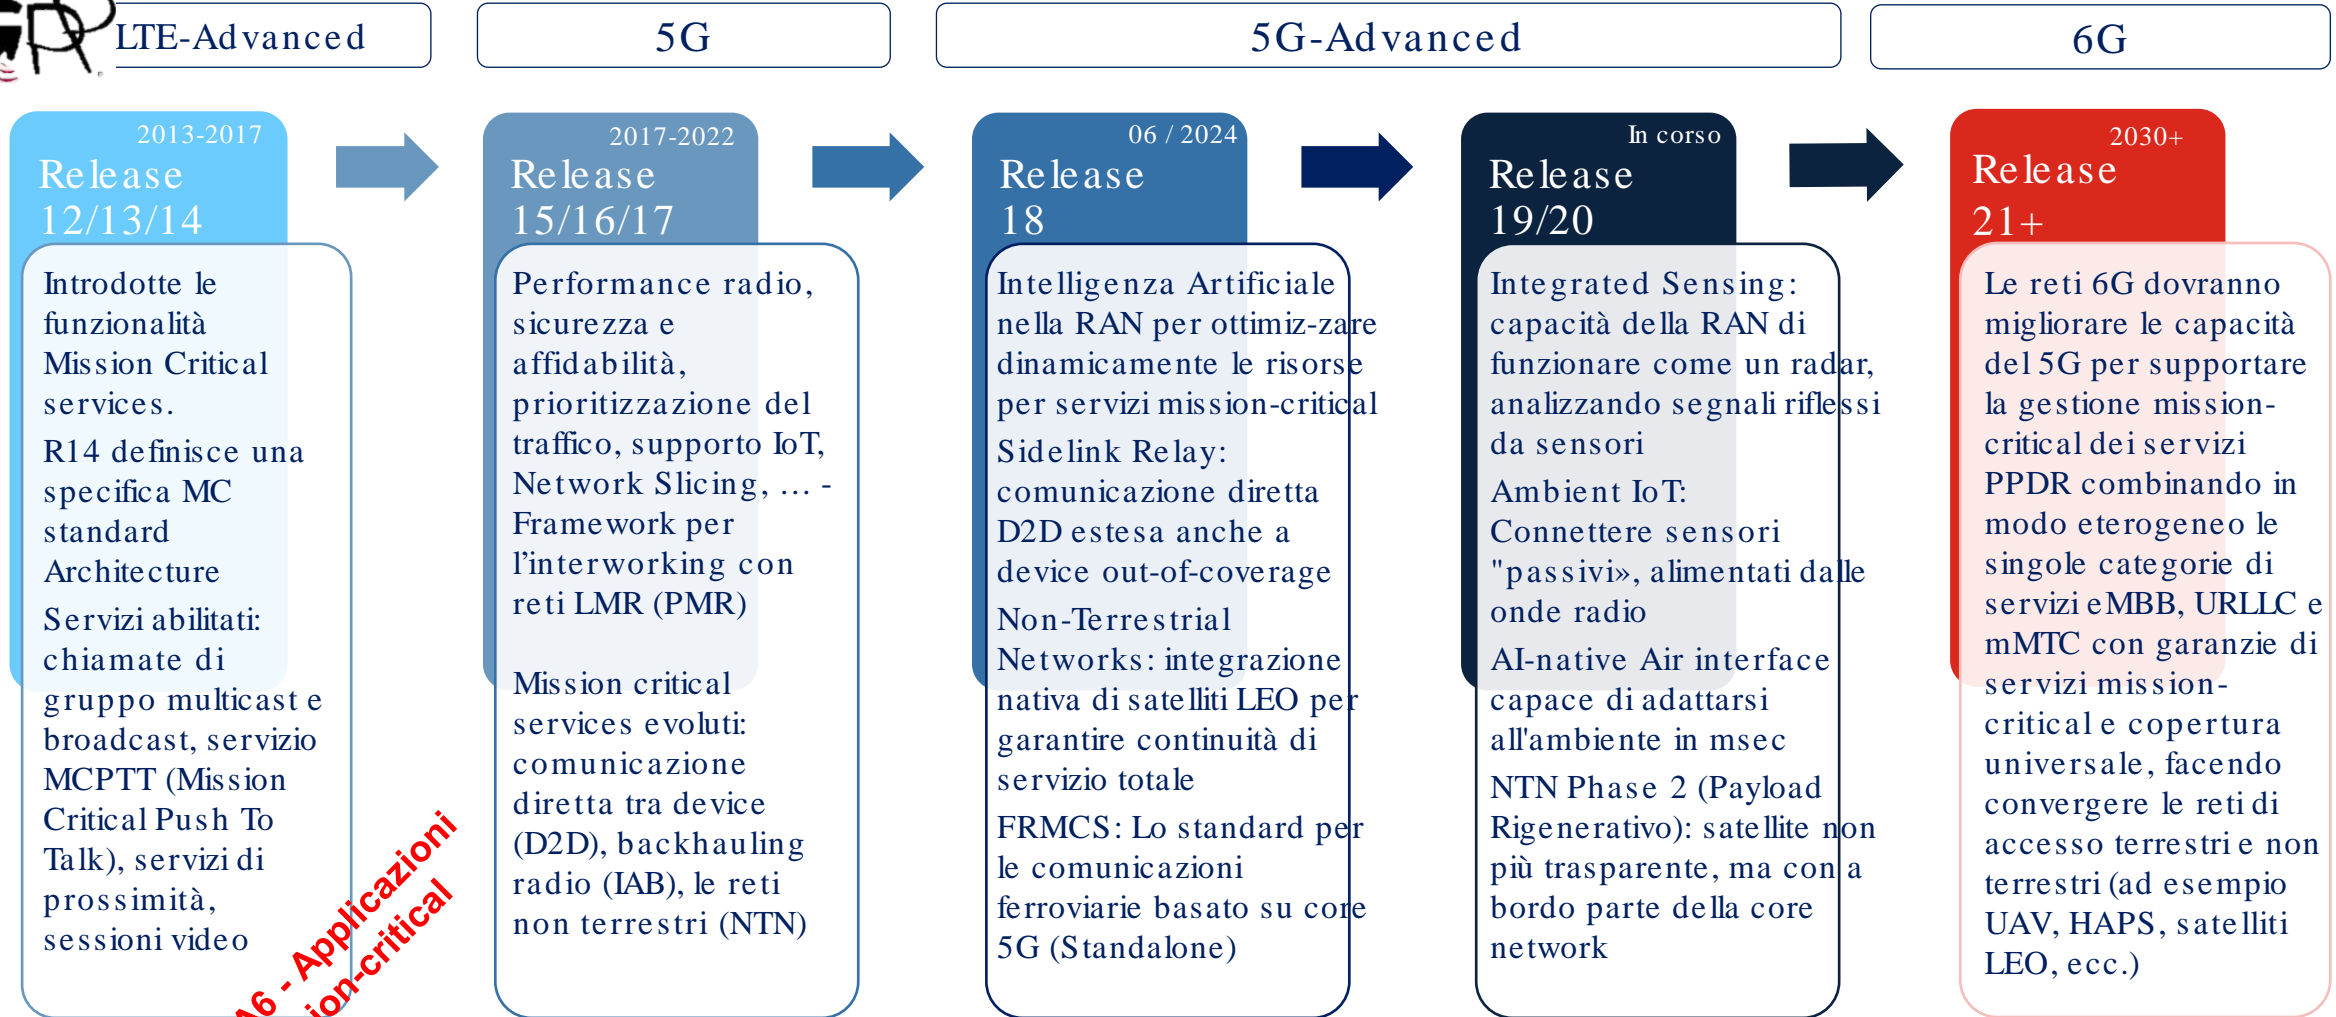 LTE-Advanced
5G
5G-Advanced
6G
2013-2017
Release
12/13/14
Introdotte le
funzionalità
Mission Critical
services.
R14 definisce una
specifica MC
standard
Architecture
Servizi abilitati:
chiamate di
gruppo multicast e
broadcast, servizio
MCPTT (Mission
Critical Push To
Talk), servizi di
prossimità,
sessioni video
2017-2022
Release
15/16/17
Performance radio,
sicurezza e
affidabilità,
prioritizzazione del
traffico, supporto IoT,
Network Slicing, … -
Framework per
l’interworking con
reti LMR (PMR)
Mission critical
services evoluti:
comunicazione
diretta tra device
(D2D), backhauling
radio (IAB), le reti
non terrestri (NTN)
06 / 2024
Release
18
Intelligenza Artificiale
nella RAN per ottimiz-zare
dinamicamente le risorse
per servizi mission-critical
Sidelink Relay:
comunicazione diretta
D2D estesa anche a
device out-of-coverage
Non-Terrestrial
Networks: integrazione
nativa di satelliti LEO per
garantire continuità di
servizio totale
FRMCS: Lo standard per
le comunicazioni
ferroviarie basato su core
5G (Standalone)
In corso
Release
19/20
Integrated Sensing:
capacità della RAN di
funzionare come un radar,
analizzando segnali riflessi
da sensori
Ambient IoT:
Connettere sensori
"passivi», alimentati dalle
onde radio
AI-native Air interface
capace di adattarsi
all'ambiente in msec
NTN Phase 2 (Payload
Rigenerativo): satellite non
più trasparente, ma con a
bordo parte della core
network
2030+
Release
21+
Le reti 6G dovranno
migliorare le capacità
del 5G per supportare
la gestione mission-
critical dei servizi
PPDR combinando in
modo eterogeneo le
singole categorie di
servizi eMBB, URLLC e
mMTC con garanzie di
servizi mission-
critical e copertura
universale, facendo
convergere le reti di
accesso terrestri e non
terrestri (ad esempio
UAV, HAPS, satelliti
LEO, ecc.)
A6 - Applicazioni
ion-critical